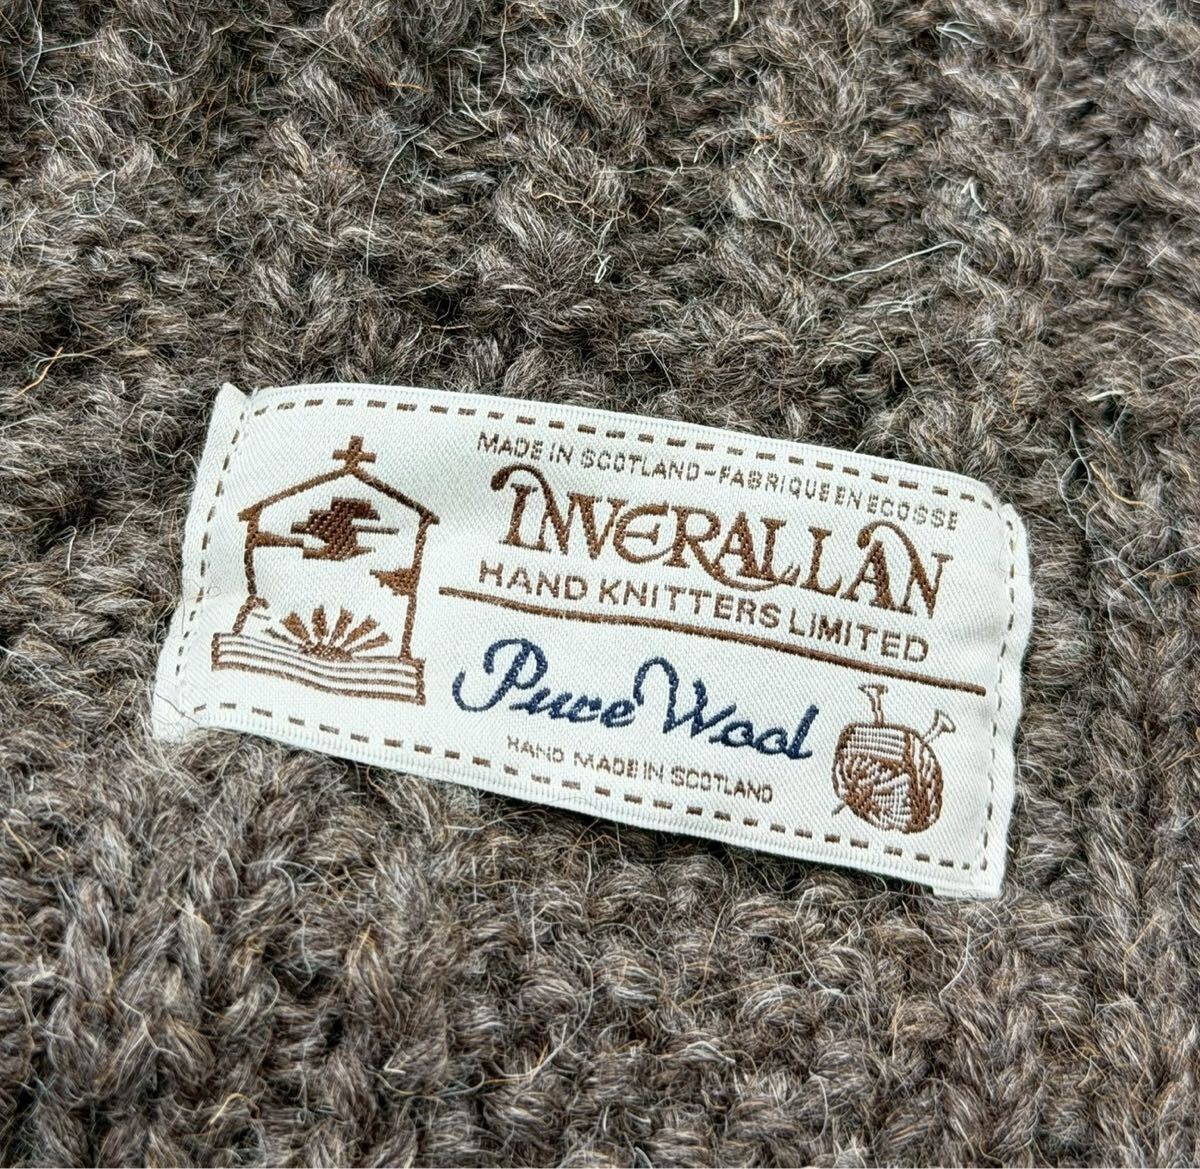 MADE IN SCOTLAND-FABRIQUE EN ECOSSE
INVERALLAN
HAND KNITTERS LIMITED
Pure Wool
HAND MADE IN SCOTLAND